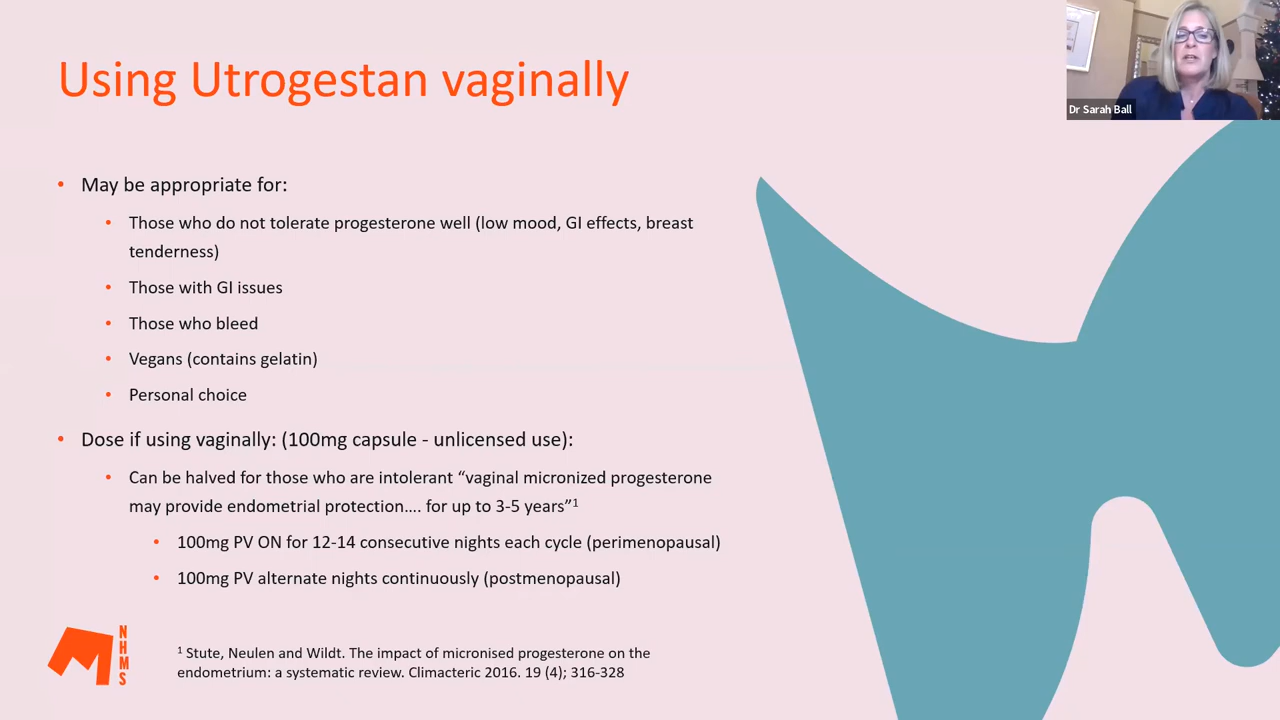 Using Utrogestan vaginally
Dr Sarah Ball
• May be appropriate for:
• Those who do not tolerate progesterone well (low mood, GI effects, breast
tenderness)
• Those with GI issues
• Those who bleed
• Vegans (contains gelatin)
• Personal choice
• Dose if using vaginally: (100mg capsule - unlicensed use):
• Can be halved for those who are intolerant “vaginal micronized progesterone
may provide endometrial protection…. for up to 3-5 years”¹
• 100mg PV ON for 12-14 consecutive nights each cycle (perimenopausal)
• 100mg PV alternate nights continuously (postmenopausal)
NHMS
¹ Stute, Neulen and Wildt. The impact of micronised progesterone on the
endometrium: a systematic review. Climacteric 2016. 19 (4); 316-328